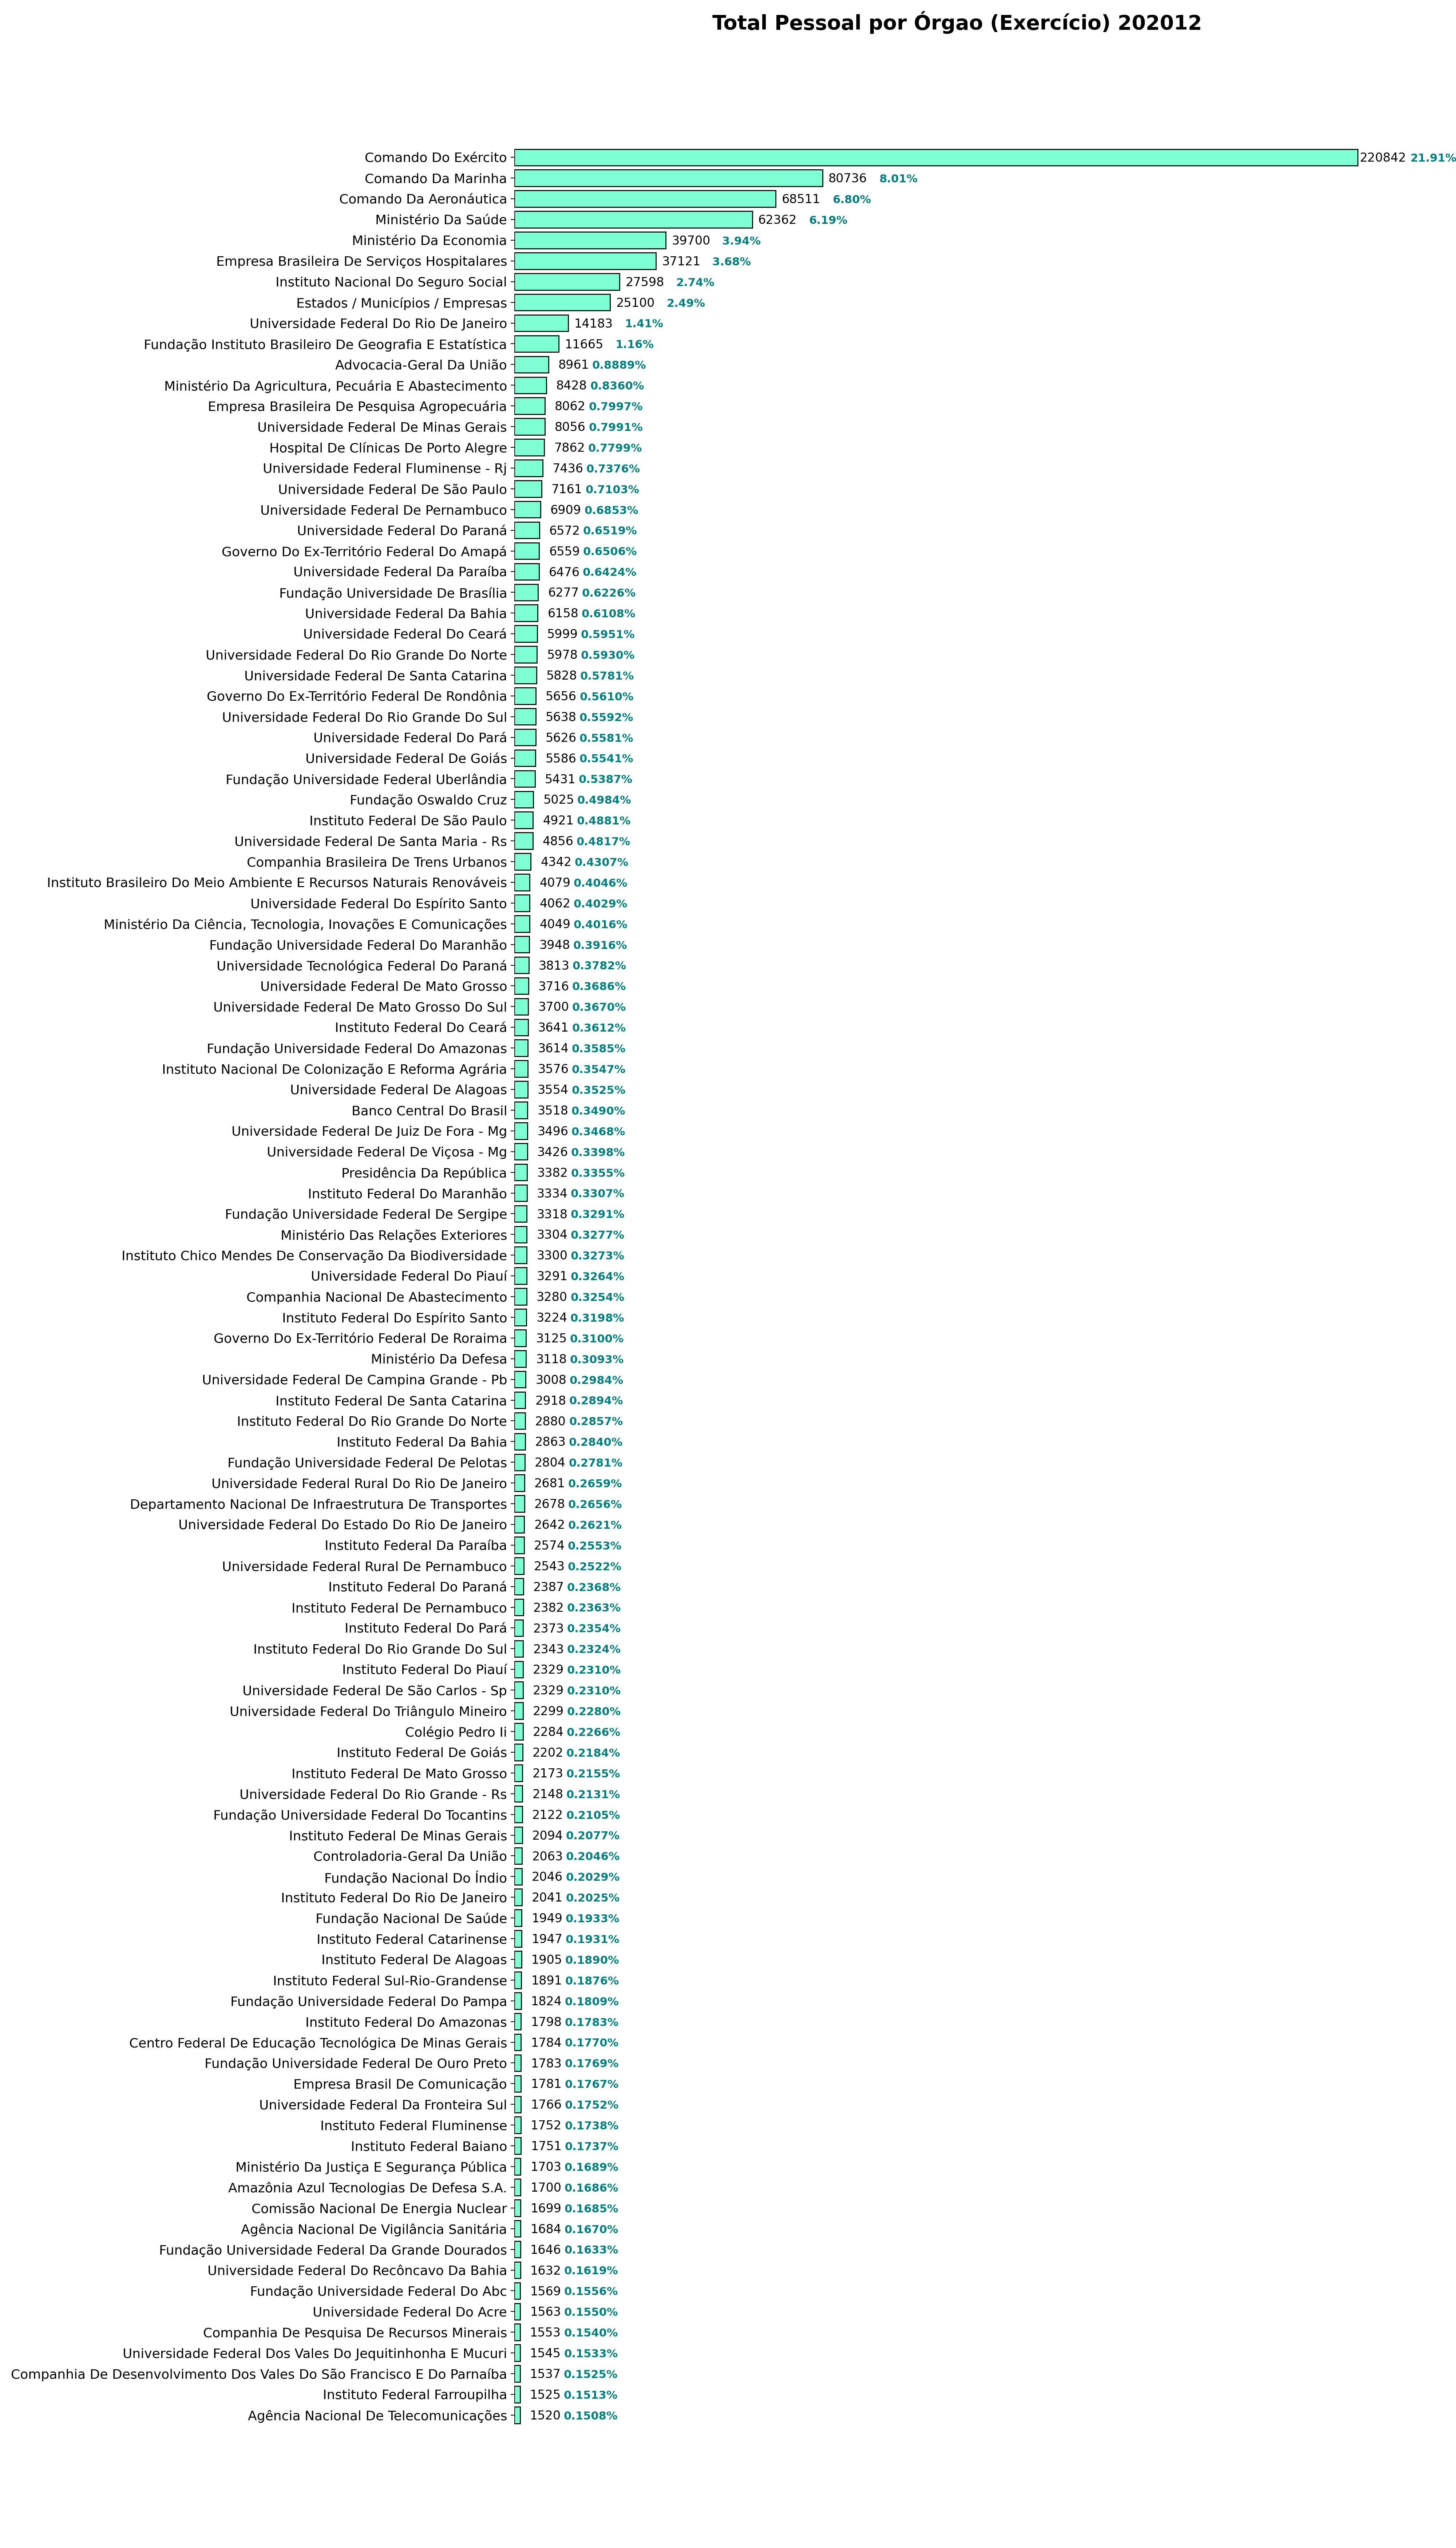 Total Pessoal por Órgao (Exercício) 202012
Comando Do Exército 220842 21.91%
Comando Da Marinha 80736 8.01%
Comando Da Aeronáutica 68511 6.80%
Ministério Da Saúde 62362 6.19%
Ministério Da Economia 39700 3.94%
Empresa Brasileira De Serviços Hospitalares 37121 3.68%
Instituto Nacional Do Seguro Social 27598 2.74%
Estados / Municípios / Empresas 25100 2.49%
Universidade Federal Do Rio De Janeiro 14183 1.41%
Fundação Instituto Brasileiro De Geografia E Estatística 11665 1.16%
Advocacia-Geral Da União 8961 0.8889%
Ministério Da Agricultura, Pecuária E Abastecimento 8428 0.8360%
Empresa Brasileira De Pesquisa Agropecuária 8062 0.7997%
Universidade Federal De Minas Gerais 8056 0.7991%
Hospital De Clínicas De Porto Alegre 7862 0.7799%
Universidade Federal Fluminense - Rj 7436 0.7376%
Universidade Federal De São Paulo 7161 0.7103%
Universidade Federal De Pernambuco 6909 0.6853%
Universidade Federal Do Paraná 6572 0.6519%
Governo Do Ex-Território Federal Do Amapá 6559 0.6506%
Universidade Federal Da Paraíba 6476 0.6424%
Fundação Universidade De Brasília 6277 0.6226%
Universidade Federal Da Bahia 6158 0.6108%
Universidade Federal Do Ceará 5999 0.5951%
Universidade Federal Do Rio Grande Do Norte 5978 0.5930%
Universidade Federal De Santa Catarina 5828 0.5781%
Governo Do Ex-Território Federal De Rondônia 5656 0.5610%
Universidade Federal Do Rio Grande Do Sul 5638 0.5592%
Universidade Federal Do Pará 5626 0.5581%
Universidade Federal De Goiás 5586 0.5541%
Fundação Universidade Federal Uberlândia 5431 0.5387%
Fundação Oswaldo Cruz 5025 0.4984%
Instituto Federal De São Paulo 4921 0.4881%
Universidade Federal De Santa Maria - Rs 4856 0.4817%
Companhia Brasileira De Trens Urbanos 4342 0.4307%
Instituto Brasileiro Do Meio Ambiente E Recursos Naturais Renováveis 4079 0.4046%
Universidade Federal Do Espírito Santo 4062 0.4029%
Ministério Da Ciência, Tecnologia, Inovações E Comunicações 4049 0.4016%
Fundação Universidade Federal Do Maranhão 3948 0.3916%
Universidade Tecnológica Federal Do Paraná 3813 0.3782%
Universidade Federal De Mato Grosso 3716 0.3686%
Universidade Federal De Mato Grosso Do Sul 3700 0.3670%
Instituto Federal Do Ceará 3641 0.3612%
Fundação Universidade Federal Do Amazonas 3614 0.3585%
Instituto Nacional De Colonização E Reforma Agrária 3576 0.3547%
Universidade Federal De Alagoas 3554 0.3525%
Banco Central Do Brasil 3518 0.3490%
Universidade Federal De Juiz De Fora - Mg 3496 0.3468%
Universidade Federal De Viçosa - Mg 3426 0.3398%
Presidência Da República 3382 0.3355%
Instituto Federal Do Maranhão 3334 0.3307%
Fundação Universidade Federal De Sergipe 3318 0.3291%
Ministério Das Relações Exteriores 3304 0.3277%
Instituto Chico Mendes De Conservação Da Biodiversidade 3300 0.3273%
Universidade Federal Do Piauí 3291 0.3264%
Companhia Nacional De Abastecimento 3280 0.3254%
Instituto Federal Do Espírito Santo 3224 0.3198%
Governo Do Ex-Território Federal De Roraima 3125 0.3100%
Ministério Da Defesa 3118 0.3093%
Universidade Federal De Campina Grande - Pb 3008 0.2984%
Instituto Federal De Santa Catarina 2918 0.2894%
Instituto Federal Do Rio Grande Do Norte 2880 0.2857%
Instituto Federal Da Bahia 2863 0.2840%
Fundação Universidade Federal De Pelotas 2804 0.2781%
Universidade Federal Rural Do Rio De Janeiro 2681 0.2659%
Departamento Nacional De Infraestrutura De Transportes 2678 0.2656%
Universidade Federal Do Estado Do Rio De Janeiro 2642 0.2621%
Instituto Federal Da Paraíba 2574 0.2553%
Universidade Federal Rural De Pernambuco 2543 0.2522%
Instituto Federal Do Paraná 2387 0.2368%
Instituto Federal De Pernambuco 2382 0.2363%
Instituto Federal Do Pará 2373 0.2354%
Instituto Federal Do Rio Grande Do Sul 2343 0.2324%
Instituto Federal Do Piauí 2329 0.2310%
Universidade Federal De São Carlos - Sp 2329 0.2310%
Universidade Federal Do Triângulo Mineiro 2299 0.2280%
Colégio Pedro Ii 2284 0.2266%
Instituto Federal De Goiás 2202 0.2184%
Instituto Federal De Mato Grosso 2173 0.2155%
Universidade Federal Do Rio Grande - Rs 2148 0.2131%
Fundação Universidade Federal Do Tocantins 2122 0.2105%
Instituto Federal De Minas Gerais 2094 0.2077%
Controladoria-Geral Da União 2063 0.2046%
Fundação Nacional Do Índio 2046 0.2029%
Instituto Federal Do Rio De Janeiro 2041 0.2025%
Fundação Nacional De Saúde 1949 0.1933%
Instituto Federal Catarinense 1947 0.1931%
Instituto Federal De Alagoas 1905 0.1890%
Instituto Federal Sul-Rio-Grandense 1891 0.1876%
Fundação Universidade Federal Do Pampa 1824 0.1809%
Instituto Federal Do Amazonas 1798 0.1783%
Centro Federal De Educação Tecnológica De Minas Gerais 1784 0.1770%
Fundação Universidade Federal De Ouro Preto 1783 0.1769%
Empresa Brasil De Comunicação 1781 0.1767%
Universidade Federal Da Fronteira Sul 1766 0.1752%
Instituto Federal Fluminense 1752 0.1738%
Instituto Federal Baiano 1751 0.1737%
Ministério Da Justiça E Segurança Pública 1703 0.1689%
Amazônia Azul Tecnologias De Defesa S.A. 1700 0.1686%
Comissão Nacional De Energia Nuclear 1699 0.1685%
Agência Nacional De Vigilância Sanitária 1684 0.1670%
Fundação Universidade Federal Da Grande Dourados 1646 0.1633%
Universidade Federal Do Recôncavo Da Bahia 1632 0.1619%
Fundação Universidade Federal Do Abc 1569 0.1556%
Universidade Federal Do Acre 1563 0.1550%
Companhia De Pesquisa De Recursos Minerais 1553 0.1540%
Universidade Federal Dos Vales Do Jequitinhonha E Mucuri 1545 0.1533%
Companhia De Desenvolvimento Dos Vales Do São Francisco E Do Parnaíba 1537 0.1525%
Instituto Federal Farroupilha 1525 0.1513%
Agência Nacional De Telecomunicações 1520 0.1508%